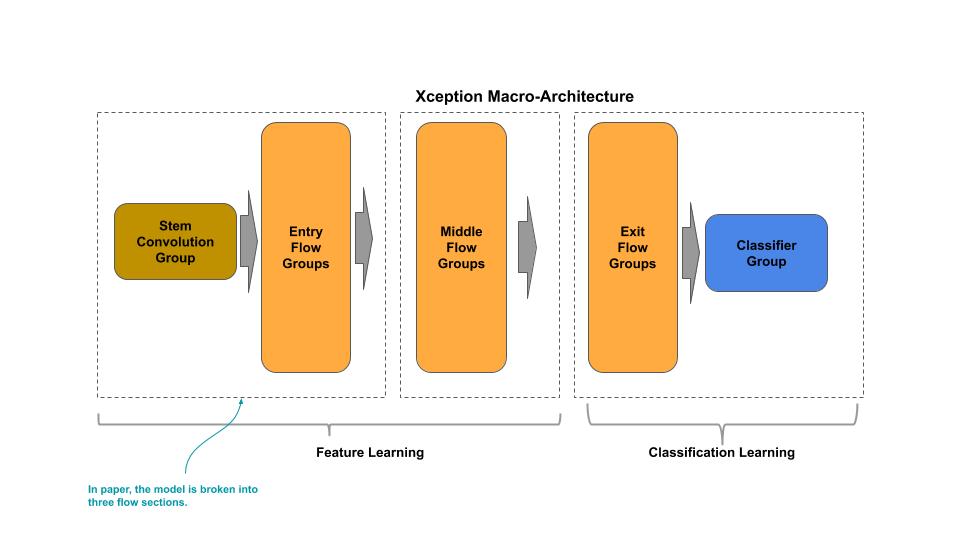 Xception Macro-Architecture
Stem
Convolution
Group
Entry
Flow
Groups
Middle
Flow
Groups
Exit
Flow
Groups
Classifier
Group
Feature Learning
Classification Learning
In paper, the model is broken into
three flow sections.